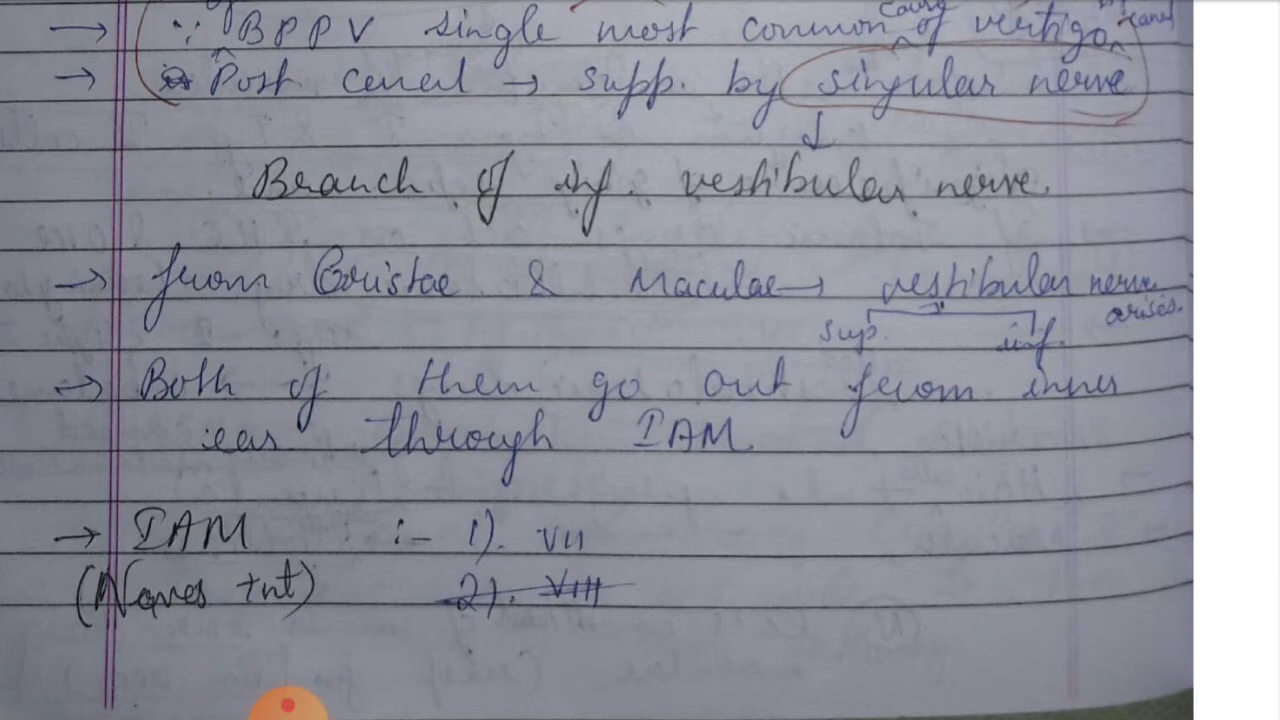 → ∵ BPPV single most common cause of vertigo canal
→ Post canal → supp. by singular nerve
↓
Branch of inf. vestibular nerve.
→ from Cristae & Maculae → vestibular nerve arises.
sup. inf.
→ Both of them go out from inner
ear through IAM
→ IAM :- 1). VII
(Nerves tnt) 2). VIII